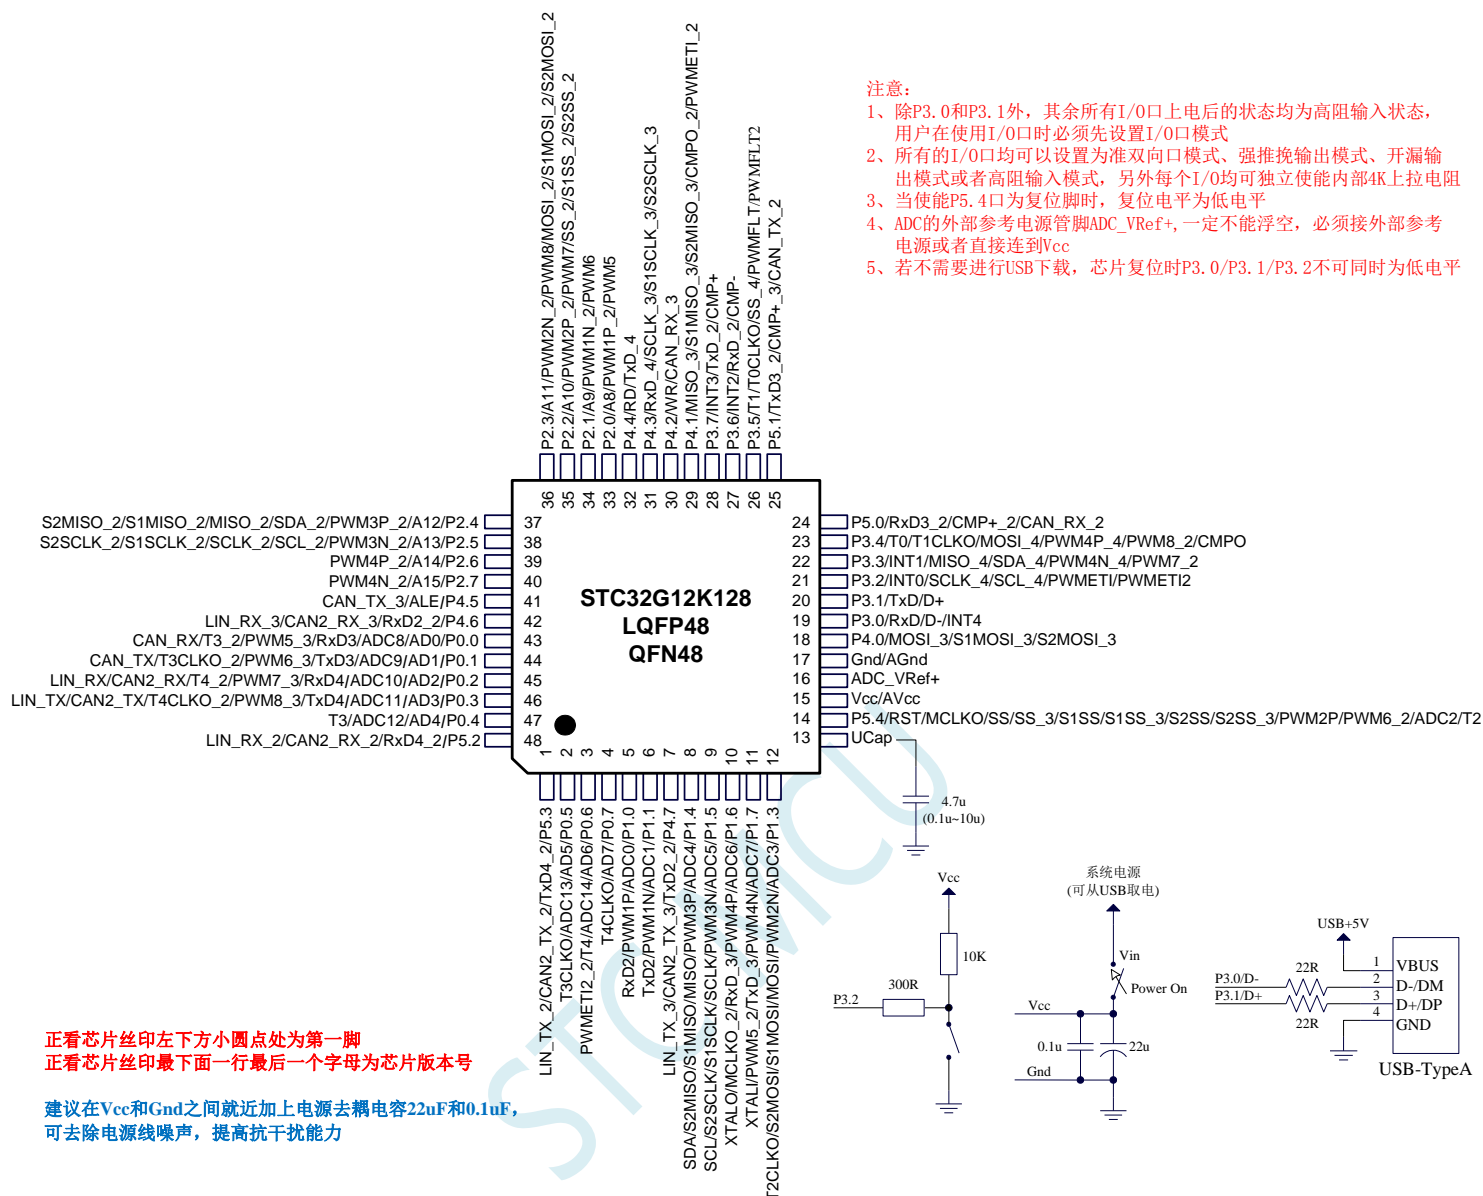 P2.3/A11/PWM2N_2/PWM8/MOSI_2/S1MOSI_2/S2MOSI_2
P2.2/A10/PWM2P_2/PWM7/SS_2/S1SS_2/S2SS_2
P2.1/A9/PWM1N_2/PWM6
P2.0/A8/PWM1P_2/PWM5
P4.4/RD/TxD_4
P4.3/RxD_4/SCLK_3/S1SCLK_3/S2SCLK_3
P4.2/WR/CAN_RX_3
P4.1/MISO_3/S1MISO_3/S2MISO_3/CMPO_2/PWMETI_2
P3.7/INT3/TxD_2/CMP+
P3.6/INT2/RxD_2/CMP-
P3.5/T1/T0CLKO/SS_4/PWMFLT/PWMFLT2
P5.1/TxD3_2/CMP+_3/CAN_TX_2
注意：
1、除P3.0和P3.1外，其余所有I/O口上电后的状态均为高阻输入状态，
用户在使用I/O口时必须先设置I/O口模式
2、所有的I/O口均可以设置为准双向口模式、强推挽输出模式、开漏输
出模式或者高阻输入模式，另外每个I/O均可独立使能内部4K上拉电阻
3、当使能P5.4口为复位脚时，复位电平为低电平
4、ADC的外部参考电源管脚ADC_VRef+,一定不能浮空，必须接外部参考
电源或者直接连到Vcc
5、若不需要进行USB下载，芯片复位时P3.0/P3.1/P3.2不可同时为低电平
36 35 34 33 32 31 30 29 28 27 26 25
S2MISO_2/S1MISO_2/MISO_2/SDA_2/PWM3P_2/A12/P2.4 37
S2SCLK_2/S1SCLK_2/SCLK_2/SCL_2/PWM3N_2/A13/P2.5 38
PWM4P_2/A14/P2.6 39
PWM4N_2/A15/P2.7 40
CAN_TX_3/ALE/P4.5 41
LIN_RX_3/CAN2_RX_3/RxD2_2/P4.6 42
CAN_RX/T3_2/PWM5_3/RxD3/ADC8/AD0/P0.0 43
CAN_TX/T3CLKO_2/PWM6_3/TxD3/ADC9/AD1/P0.1 44
LIN_RX/CAN2_RX/T4_2/PWM7_3/RxD4/ADC10/AD2/P0.2 45
LIN_TX/CAN2_TX/T4CLKO_2/PWM8_3/TxD4/ADC11/AD3/P0.3 46
T3/ADC12/AD4/P0.4 47
LIN_RX_2/CAN2_RX_2/RxD4_2/P5.2 48
STC32G12K128
LQFP48
QFN48
24 P5.0/RxD3_2/CMP+_2/CAN_RX_2
23 P3.4/T0/T1CLKO/MOSI_4/PWM4P_4/PWM8_2/CMPO
22 P3.3/INT1/MISO_4/SDA_4/PWM4N_4/PWM7_2
21 P3.2/INT0/SCLK_4/SCL_4/PWMETI/PWMETI2
20 P3.1/TxD/D+
19 P3.0/RxD/D-/INT4
18 P4.0/MOSI_3/S1MOSI_3/S2MOSI_3
17 Gnd/AGnd
16 ADC_VRef+
15 Vcc/AVcc
14 P5.4/RST/MCLKO/SS/SS_3/S1SS/S1SS_3/S2SS/S2SS_3/PWM2P/PWM6_2/ADC2/T2
13 UCap
1 2 3 4 5 6 7 8 9 10 11 12
LIN_TX_2/CAN2_TX_2/TxD4_2/P5.3
T3CLKO/ADC13/AD5/P0.5
PWMETI2_2/T4/ADC14/AD6/P0.6
T4CLKO/AD7/P0.7
RxD2/PWM1P/ADC0/P1.0
TxD2/PWM1N/ADC1/P1.1
LIN_TX_3/CAN2_TX_3/TxD2_2/P4.7
SDA/S2MISO/S1MISO/MISO/PWM3P/ADC4/P1.4
SCL/S2SCLK/S1SCLK/SCLK/PWM3N/ADC5/P1.5
XTALO/MCLKO_2/RxD_3/PWM4P/ADC6/P1.6
XTALI/PWM5_2/TxD_3/PWM4N/ADC7/P1.7
T2CLKO/S2MOSI/S1MOSI/MOSI/PWM2N/ADC3/P1.3
4.7u
(0.1u~10u)
Vcc
10K
300R
P3.2
系统电源
(可从USB取电)
Vin
Power On
Vcc
0.1u
22u
Gnd
USB+5V
P3.0/D-
P3.1/D+
22R
22R
1 VBUS
2 D-/DM
3 D+/DP
4 GND
USB-TypeA
正看芯片丝印左下方小圆点处为第一脚
正看芯片丝印最下面一行最后一个字母为芯片版本号
建议在Vcc和Gnd之间就近加上电源去耦电容22uF和0.1uF，
可去除电源线噪声，提高抗干扰能力
STC MCU